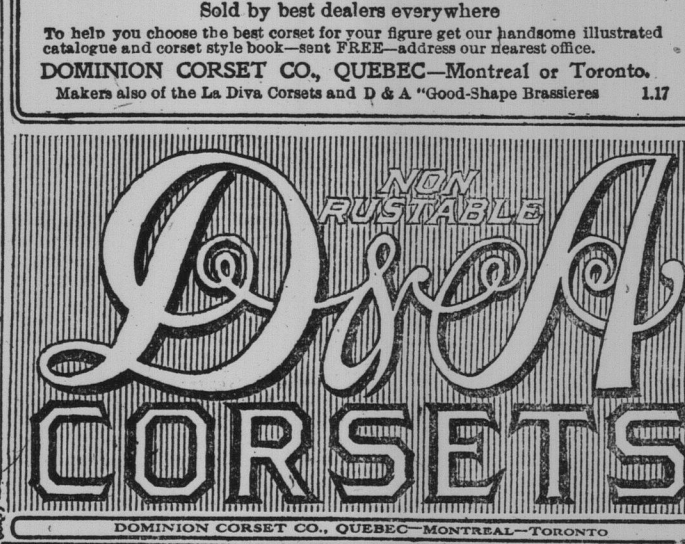 Sold by best dealers everywhere
To help you choose the best corset for your figure get our handsome illustrated
catalogue and corset style book—sent FREE—address our nearest office.
DOMINION CORSET CO., QUEBEC—Montreal or Toronto.
Makers also of the La Diva Corsets and D & A "Good-Shape Brassieres 1.17
NON
RUSTABLE
D & A
CORSETS
DOMINION CORSET CO., QUEBEC—MONTREAL—TORONTO